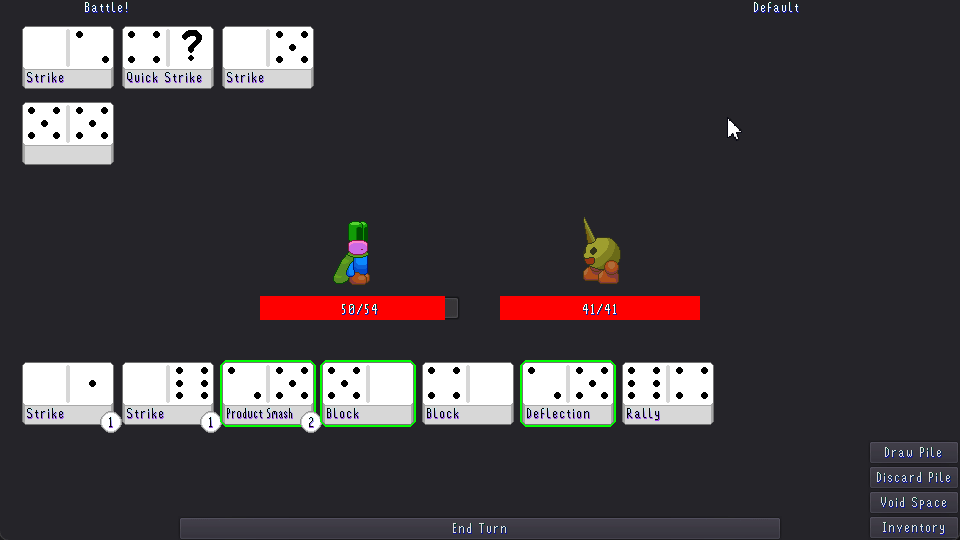 Battle!
Default
Strike
Quick Strike
?
Strike
50/54
41/41
Strike
1
Strike
1
Product Smash
2
Block
Block
Deflection
Rally
Draw Pile
Discard Pile
Void Space
Inventory
End Turn